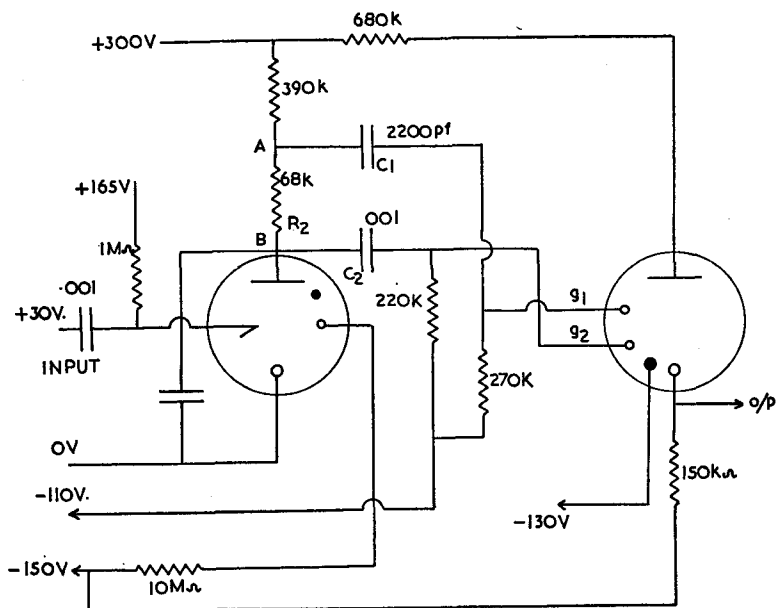 680k
+300V
390k
A
2200pf
C1
68k
+165V
R2
B
001
1MΩ
C2
220K
g1
g2
·001
+30V.
INPUT
270K
o/p
0V
150kΩ
-110V.
-130V
-150V
10MΩ